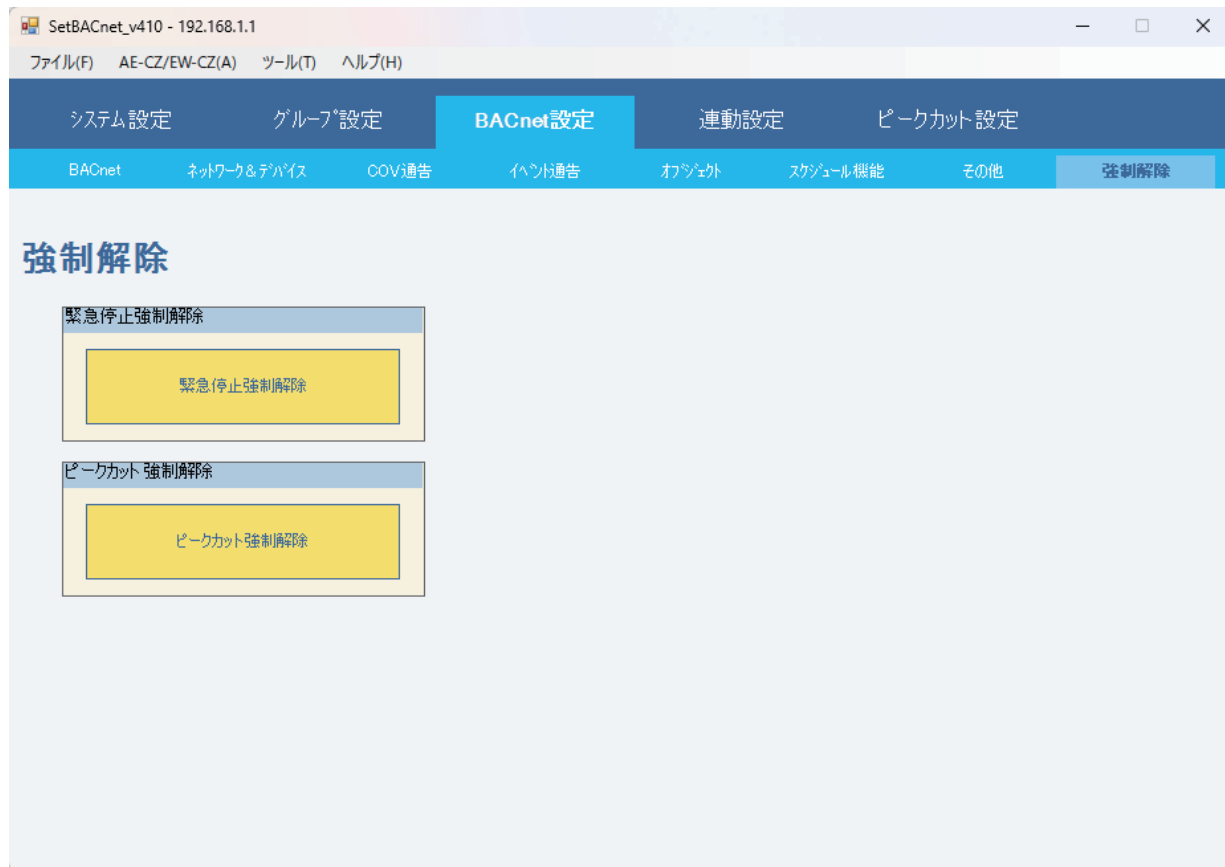 SetBACnet_v410 - 192.168.1.1
ファイル(F) AE-CZ/EW-CZ(A) ツール(T) ヘルプ(H)
システム設定 グループ設定 BACnet設定 連動設定 ピークカット設定
BACnet ネットワーク&デバイス COV通告 イベント通告 オブジェクト スケジュール機能 その他 強制解除
強制解除
緊急停止強制解除
緊急停止強制解除
ピークカット強制解除
ピークカット強制解除